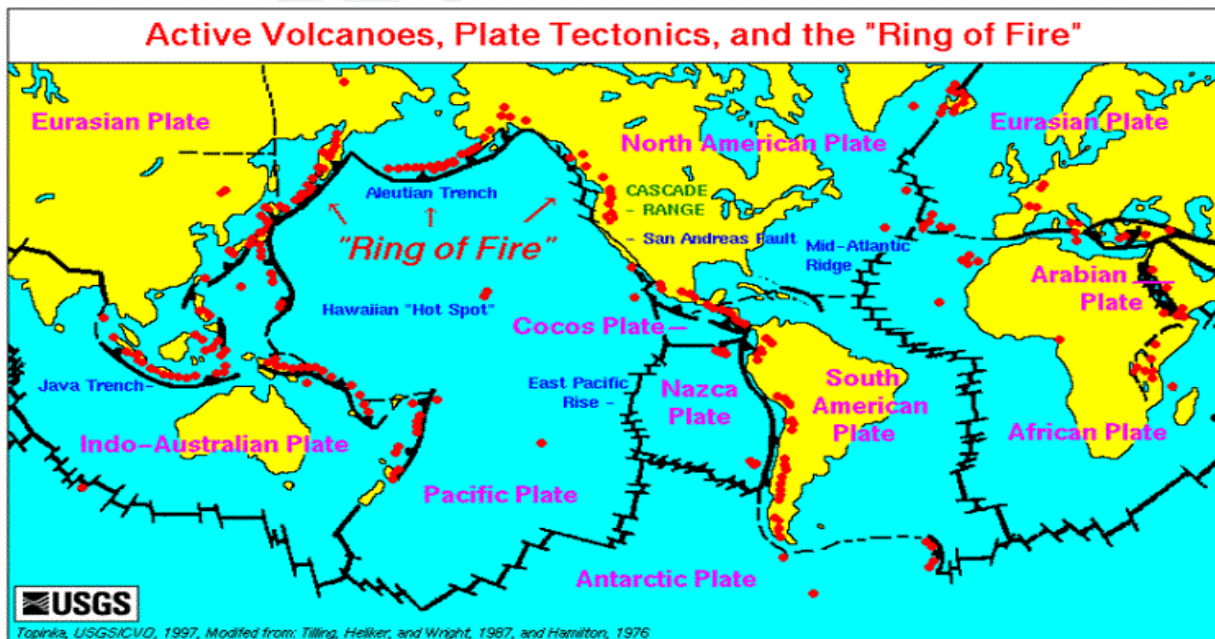 Active Volcanoes, Plate Tectonics, and the "Ring of Fire"
Eurasian Plate
North American Plate
Eurasian Plate
Aleutian Trench
CASCADE
- RANGE
"Ring of Fire"
- San Andreas Fault
Mid-Atlantic
Ridge
Arabian
Plate
Hawaiian "Hot Spot"
Cocos Plate
Java Trench-
East Pacific
Rise -
Nazca
Plate
South
American
Plate
Indo-Australian Plate
African Plate
Pacific Plate
Antarctic Plate
USGS
Topinka, USGS/CVO, 1997, Modifed from: Tilling, Heliker, and Wright, 1987, and Hamilton, 1976